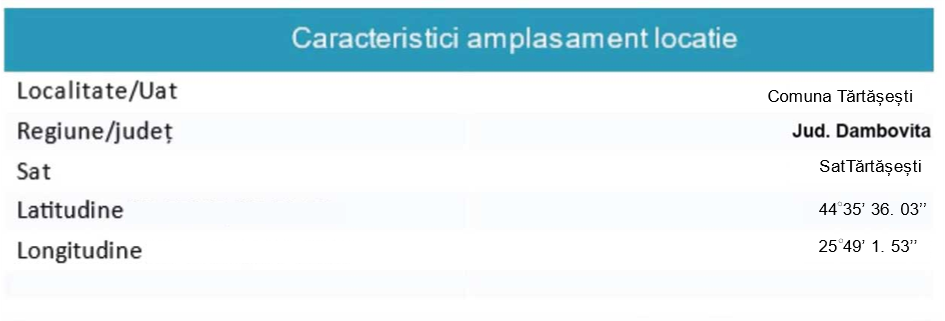 Caracteristici amplasament locatie
Localitate/Uat Comuna Tărtășești
Regiune/județ Jud. Dambovita
Sat SatTărtășești
Latitudine 44°35’ 36. 03’’
Longitudine 25°49’ 1. 53’’